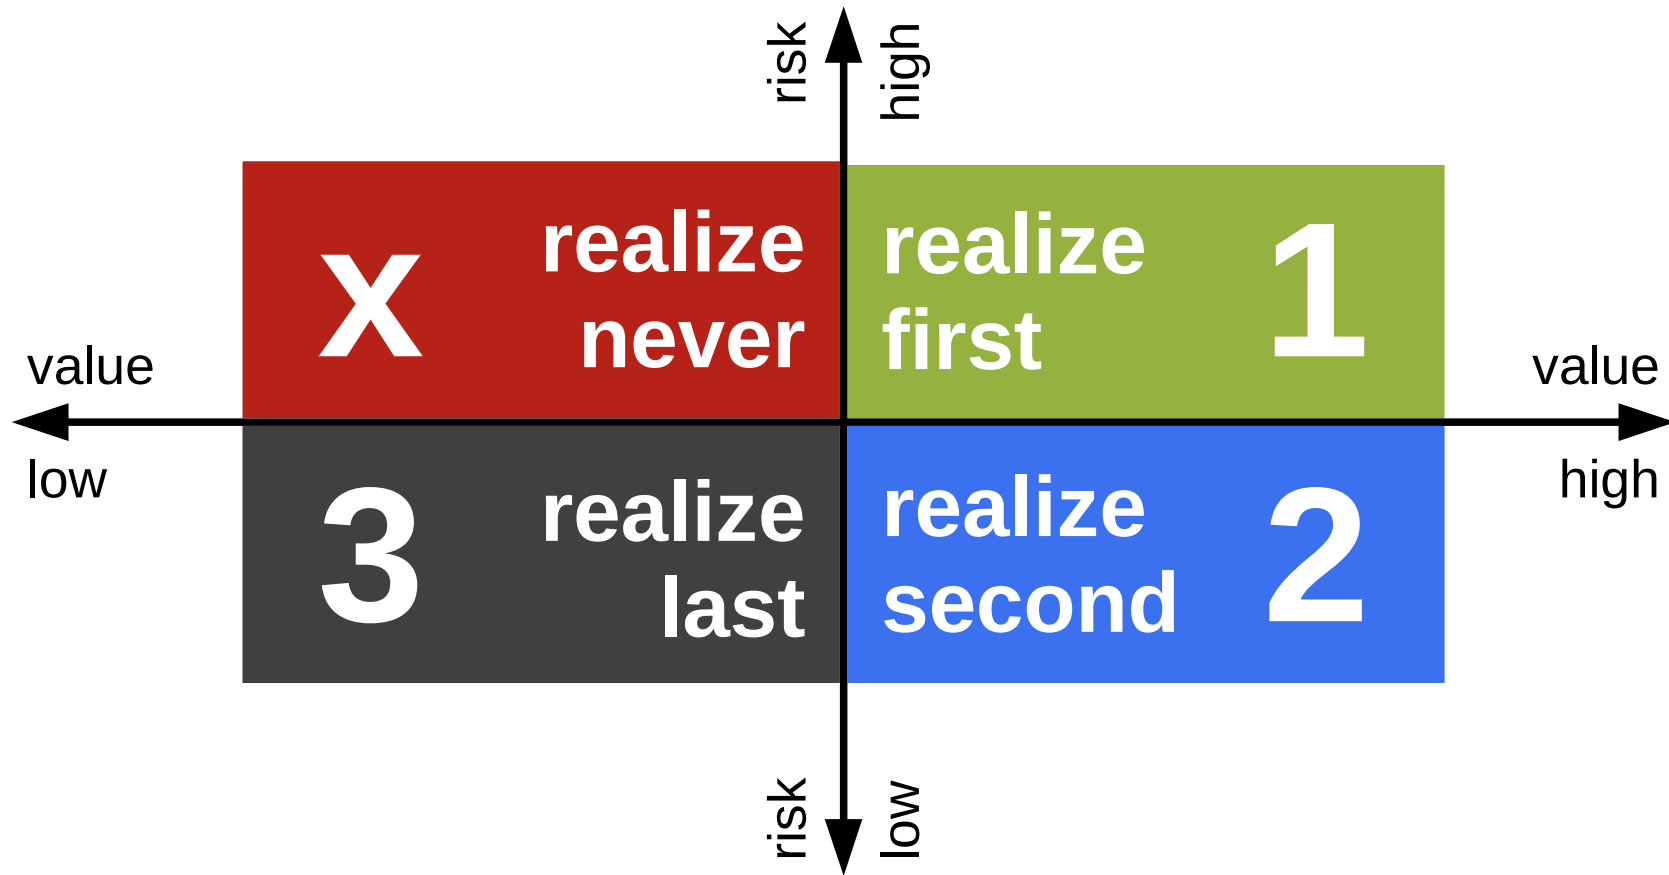 risk
high
x
realize
never
realize
first
1
value
low
value
high
3
realize
last
realize
second
2
risk
low